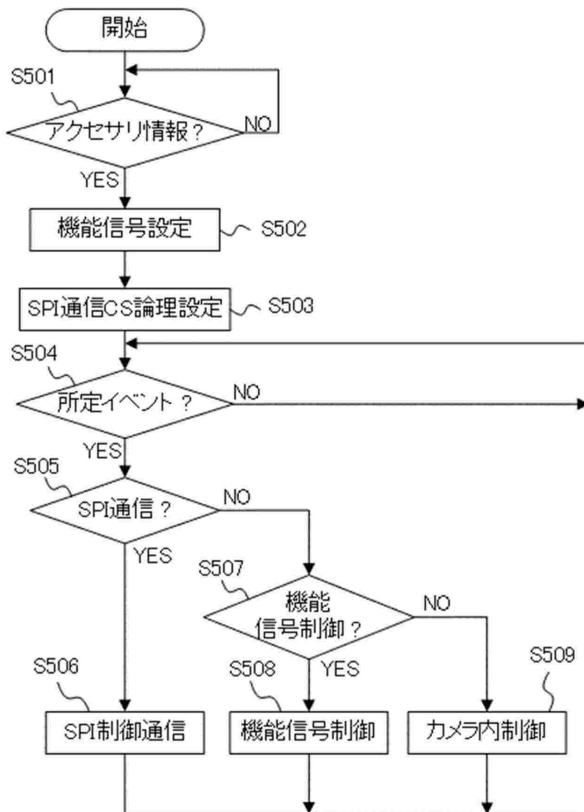 開始
S501
アクセサリ情報？
NO
YES
機能信号設定
S502
SPI通信CS論理設定
S503
S504
所定イベント？
NO
YES
S505
SPI通信？
NO
YES
S507
機能
信号制御？
NO
YES
S506
SPI制御通信
S508
機能信号制御
S509
カメラ内制御